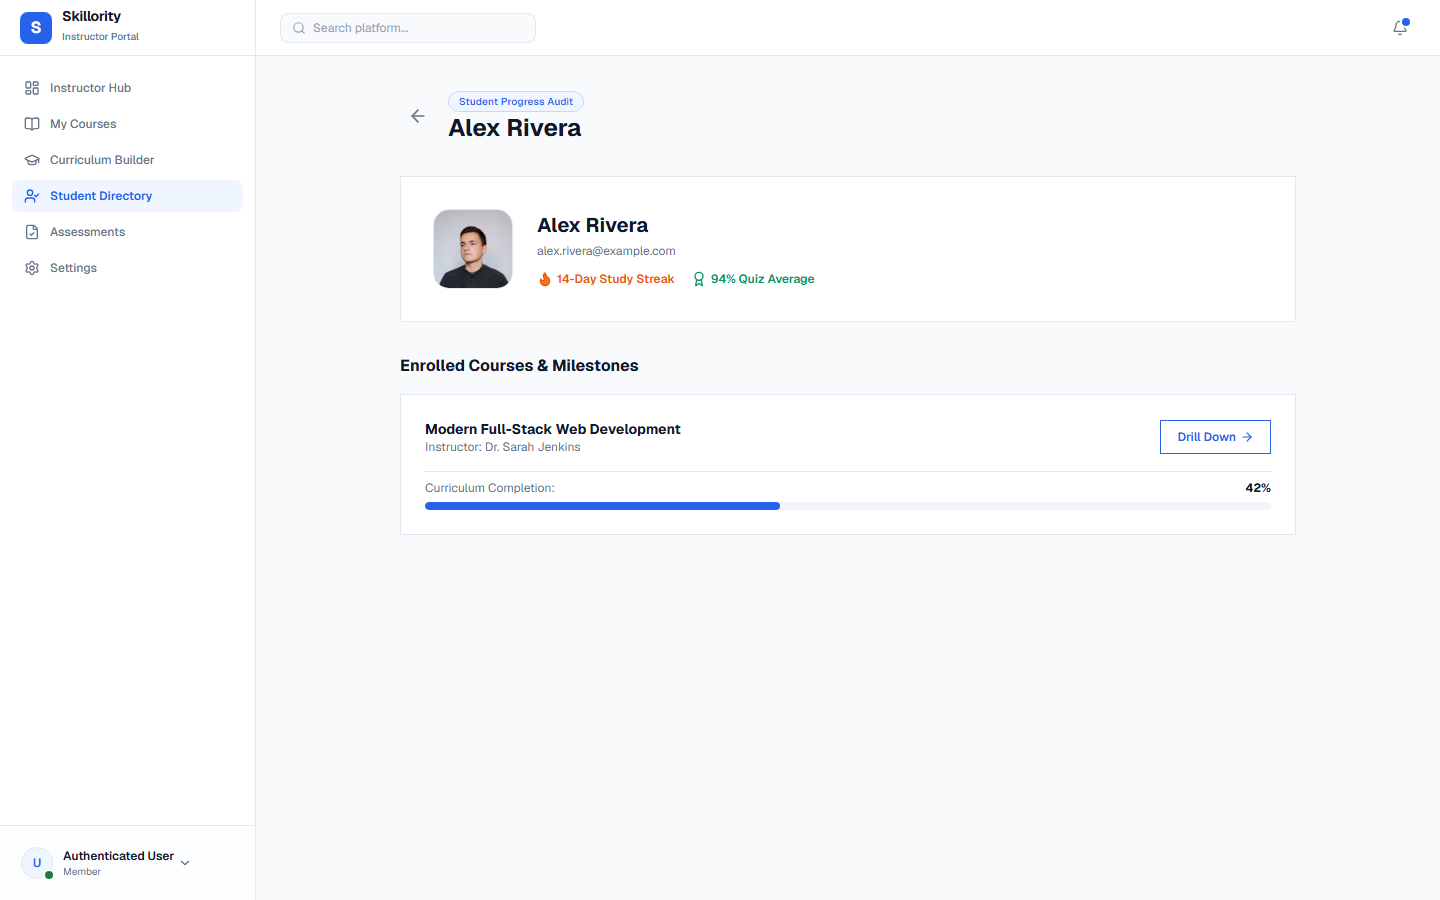 S
Skillority
Instructor Portal
Search platform...
Instructor Hub
My Courses
Curriculum Builder
Student Directory
Assessments
Settings
Student Progress Audit
Alex Rivera
Alex Rivera
alex.rivera@example.com
14-Day Study Streak
94% Quiz Average
Enrolled Courses & Milestones
Modern Full-Stack Web Development
Instructor: Dr. Sarah Jenkins
Drill Down
Curriculum Completion:
42%
U
Authenticated User
Member